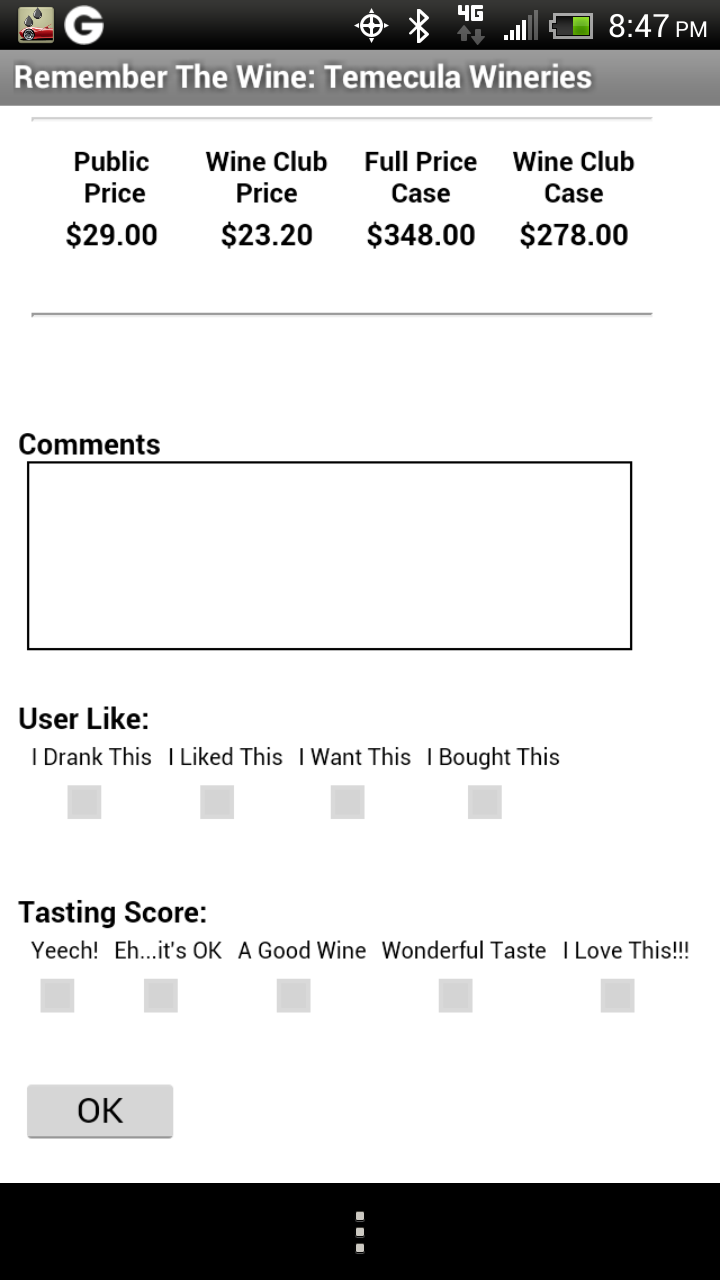 G 4G 8:47 PM
Remember The Wine: Temecula Wineries
Public Wine Club Full Price Wine Club
Price Price Case Case
$29.00 $23.20 $348.00 $278.00
Comments
User Like:
I Drank This I Liked This I Want This I Bought This
Tasting Score:
Yeech! Eh...it's OK A Good Wine Wonderful Taste I Love This!!!
OK